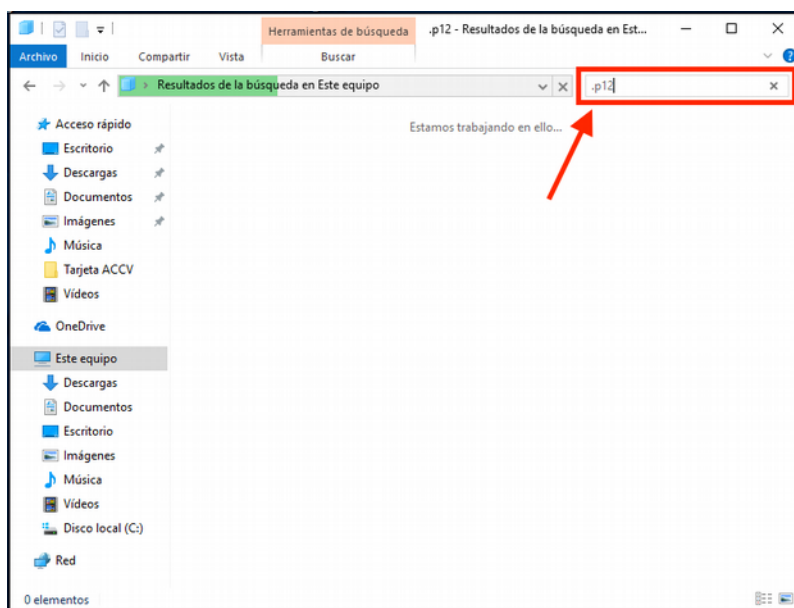 Herramientas de búsqueda
.p12 - Resultados de la búsqueda en Est...
Archivo Inicio Compartir Vista Buscar
Resultados de la búsqueda en Este equipo
.p12
Estamos trabajando en ello...
Acceso rápido
Escritorio
Descargas
Documentos
Imágenes
Música
Tarjeta ACCV
Vídeos
OneDrive
Este equipo
Descargas
Documentos
Escritorio
Imágenes
Música
Vídeos
Disco local (C:)
Red
0 elementos